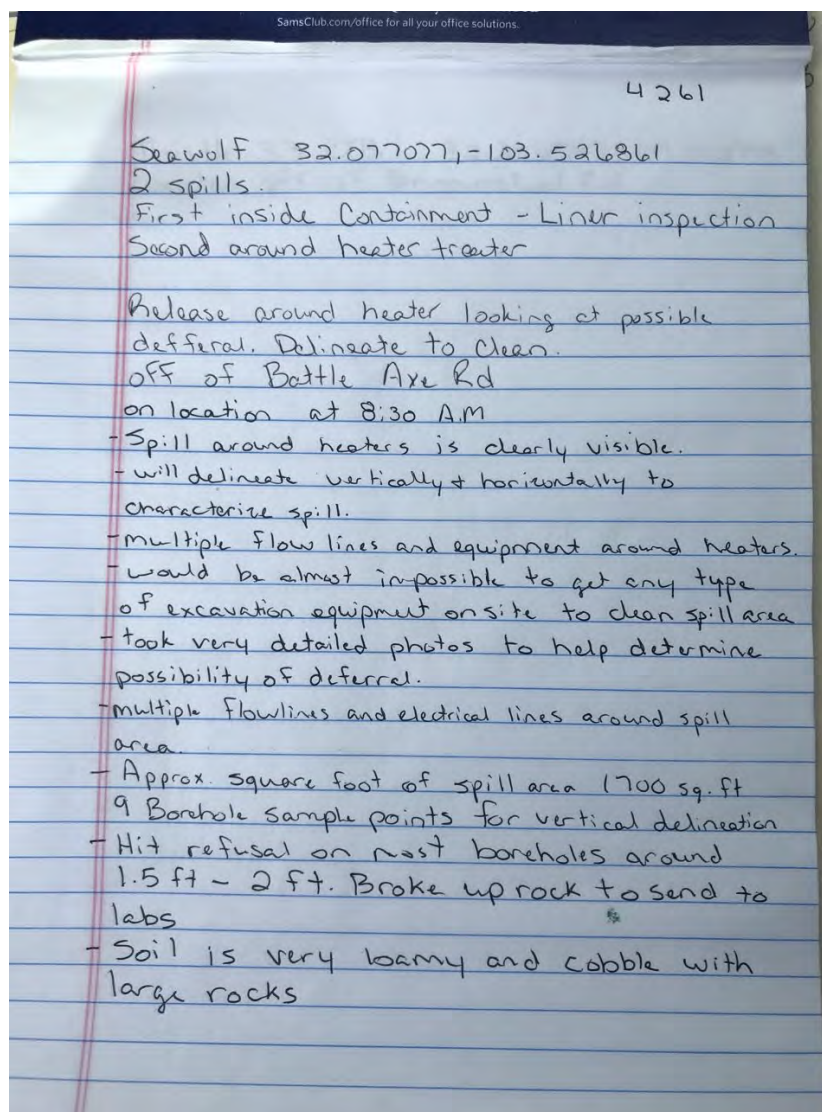 SamsClub.com/office for all your office solutions.
4261
Seawolf 32.077077,-103.526861
2 spills.
First inside Containment - Liner inspection
Second around heater treater
Release around heater looking at possible
defferal. Delineate to Clean.
off of Battle Axe Rd
on location at 8:30 A.M
- Spill around heaters is clearly visible.
- will delineate vertically & horizontally to
characterize spill.
- multiple flow lines and equipment around heaters.
- would be almost impossible to get any type
of excavation equipmut on site to clean spill area
- took very detailed photos to help determine
possibility of deferral.
- multiple flowlines and electrical lines around spill
area.
- Approx. square foot of spill area 1700 sq. ft
9 Borehole sample points for vertical delineation
- Hit refusal on most boreholes around
1.5 ft - 2 ft. Broke up rock to send to
labs
- Soil is very loamy and cobble with
large rocks